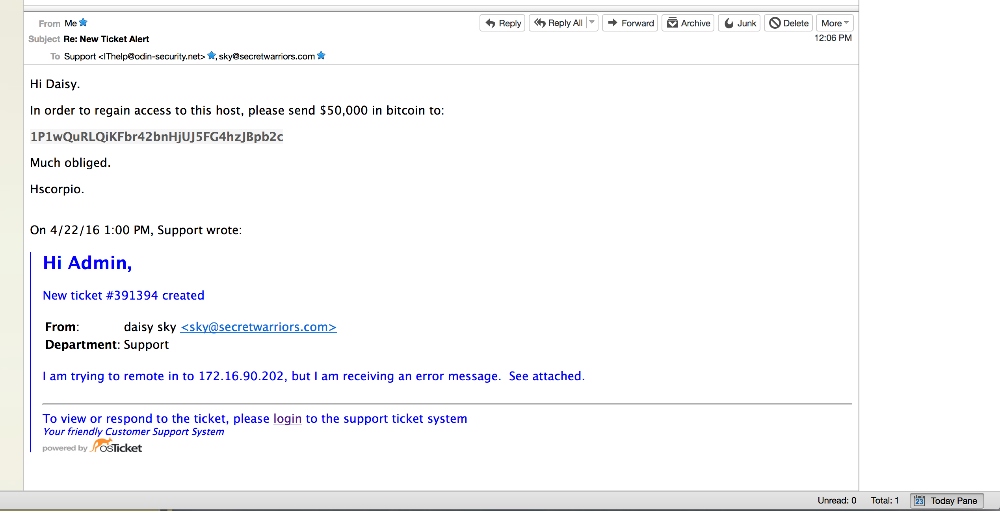 From Me
Reply Reply All Forward Archive Junk Delete More
Subject Re: New Ticket Alert
12:06 PM
To Support <IThelp@odin-security.net>, sky@secretwarriors.com
Hi Daisy.
In order to regain access to this host, please send $50,000 in bitcoin to:
1P1wQuRLQiKFbr42bnHjUJ5FG4hzJBpb2c
Much obliged.
Hscorpio.
On 4/22/16 1:00 PM, Support wrote:
Hi Admin,
New ticket #391394 created
From: daisy sky <sky@secretwarriors.com>
Department: Support
I am trying to remote in to 172.16.90.202, but I am receiving an error message. See attached.
To view or respond to the ticket, please login to the support ticket system
Your friendly Customer Support System
powered by osTicket
Unread: 0 Total: 1 23 Today Pane